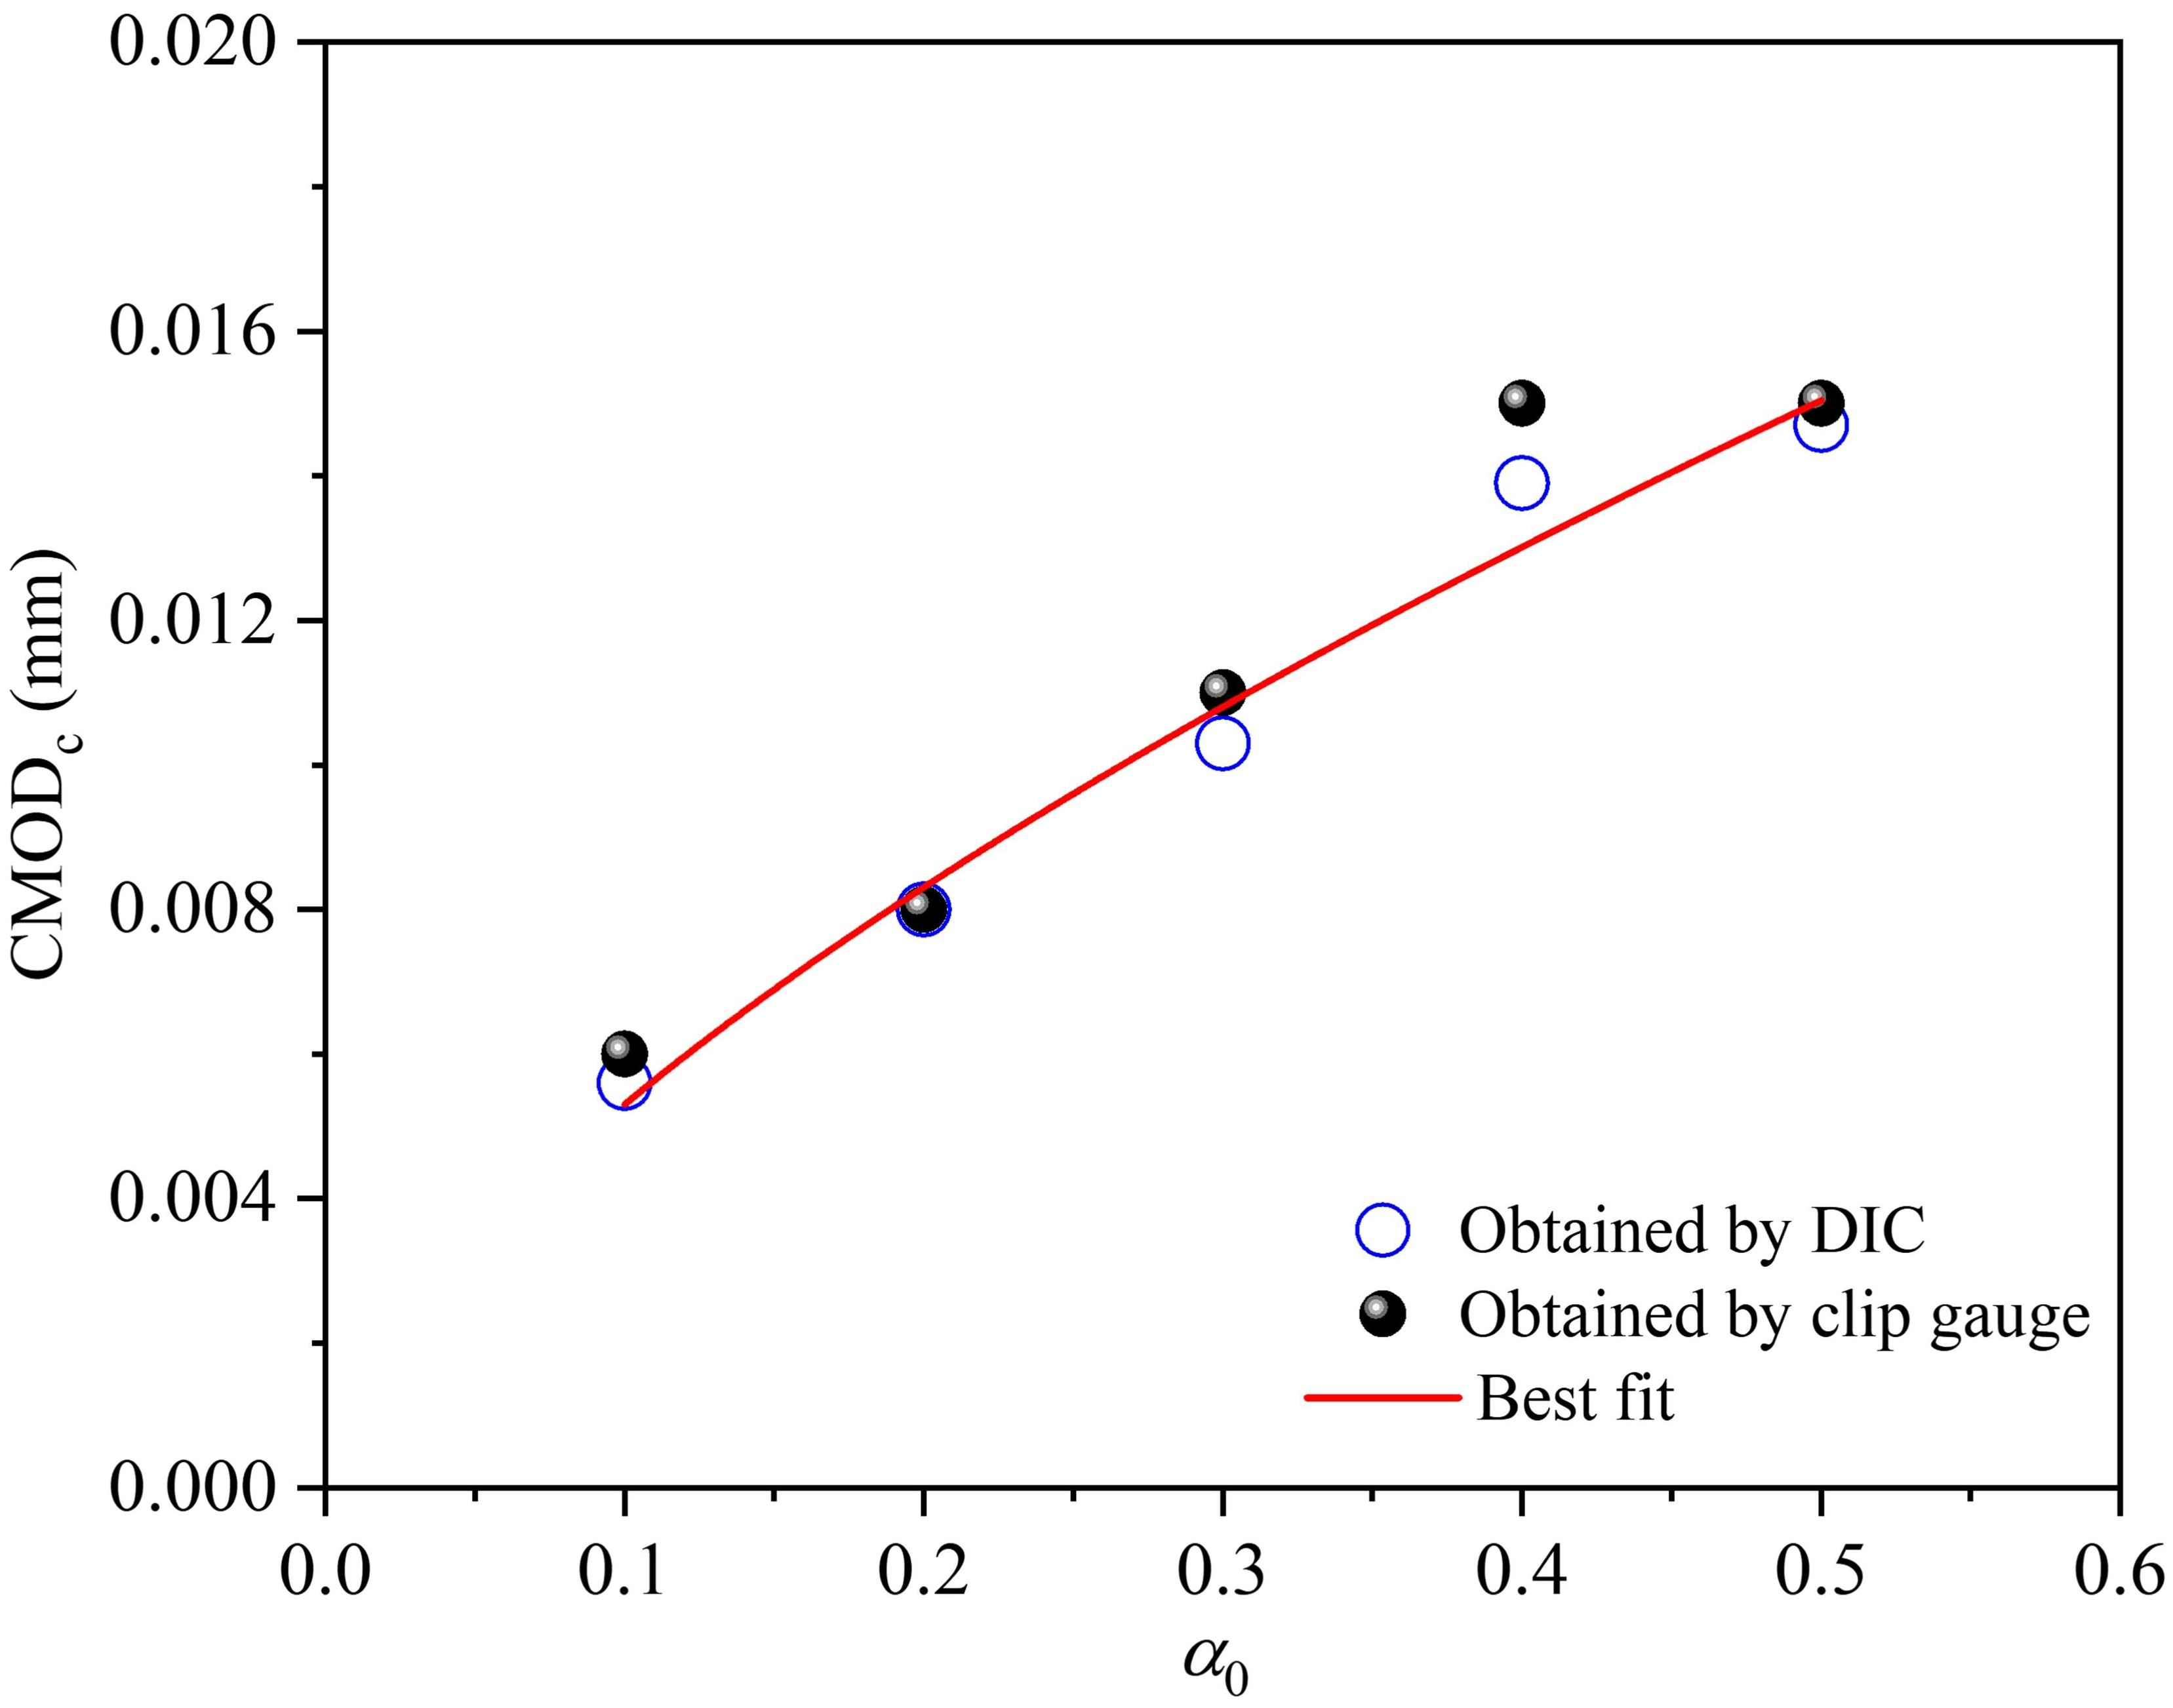 0.020
0.016
0.012
0.008
0.004
0.000
CMODc (mm)
0.0 0.1 0.2 0.3 0.4 0.5 0.6
α0
Obtained by DIC
Obtained by clip gauge
Best fit